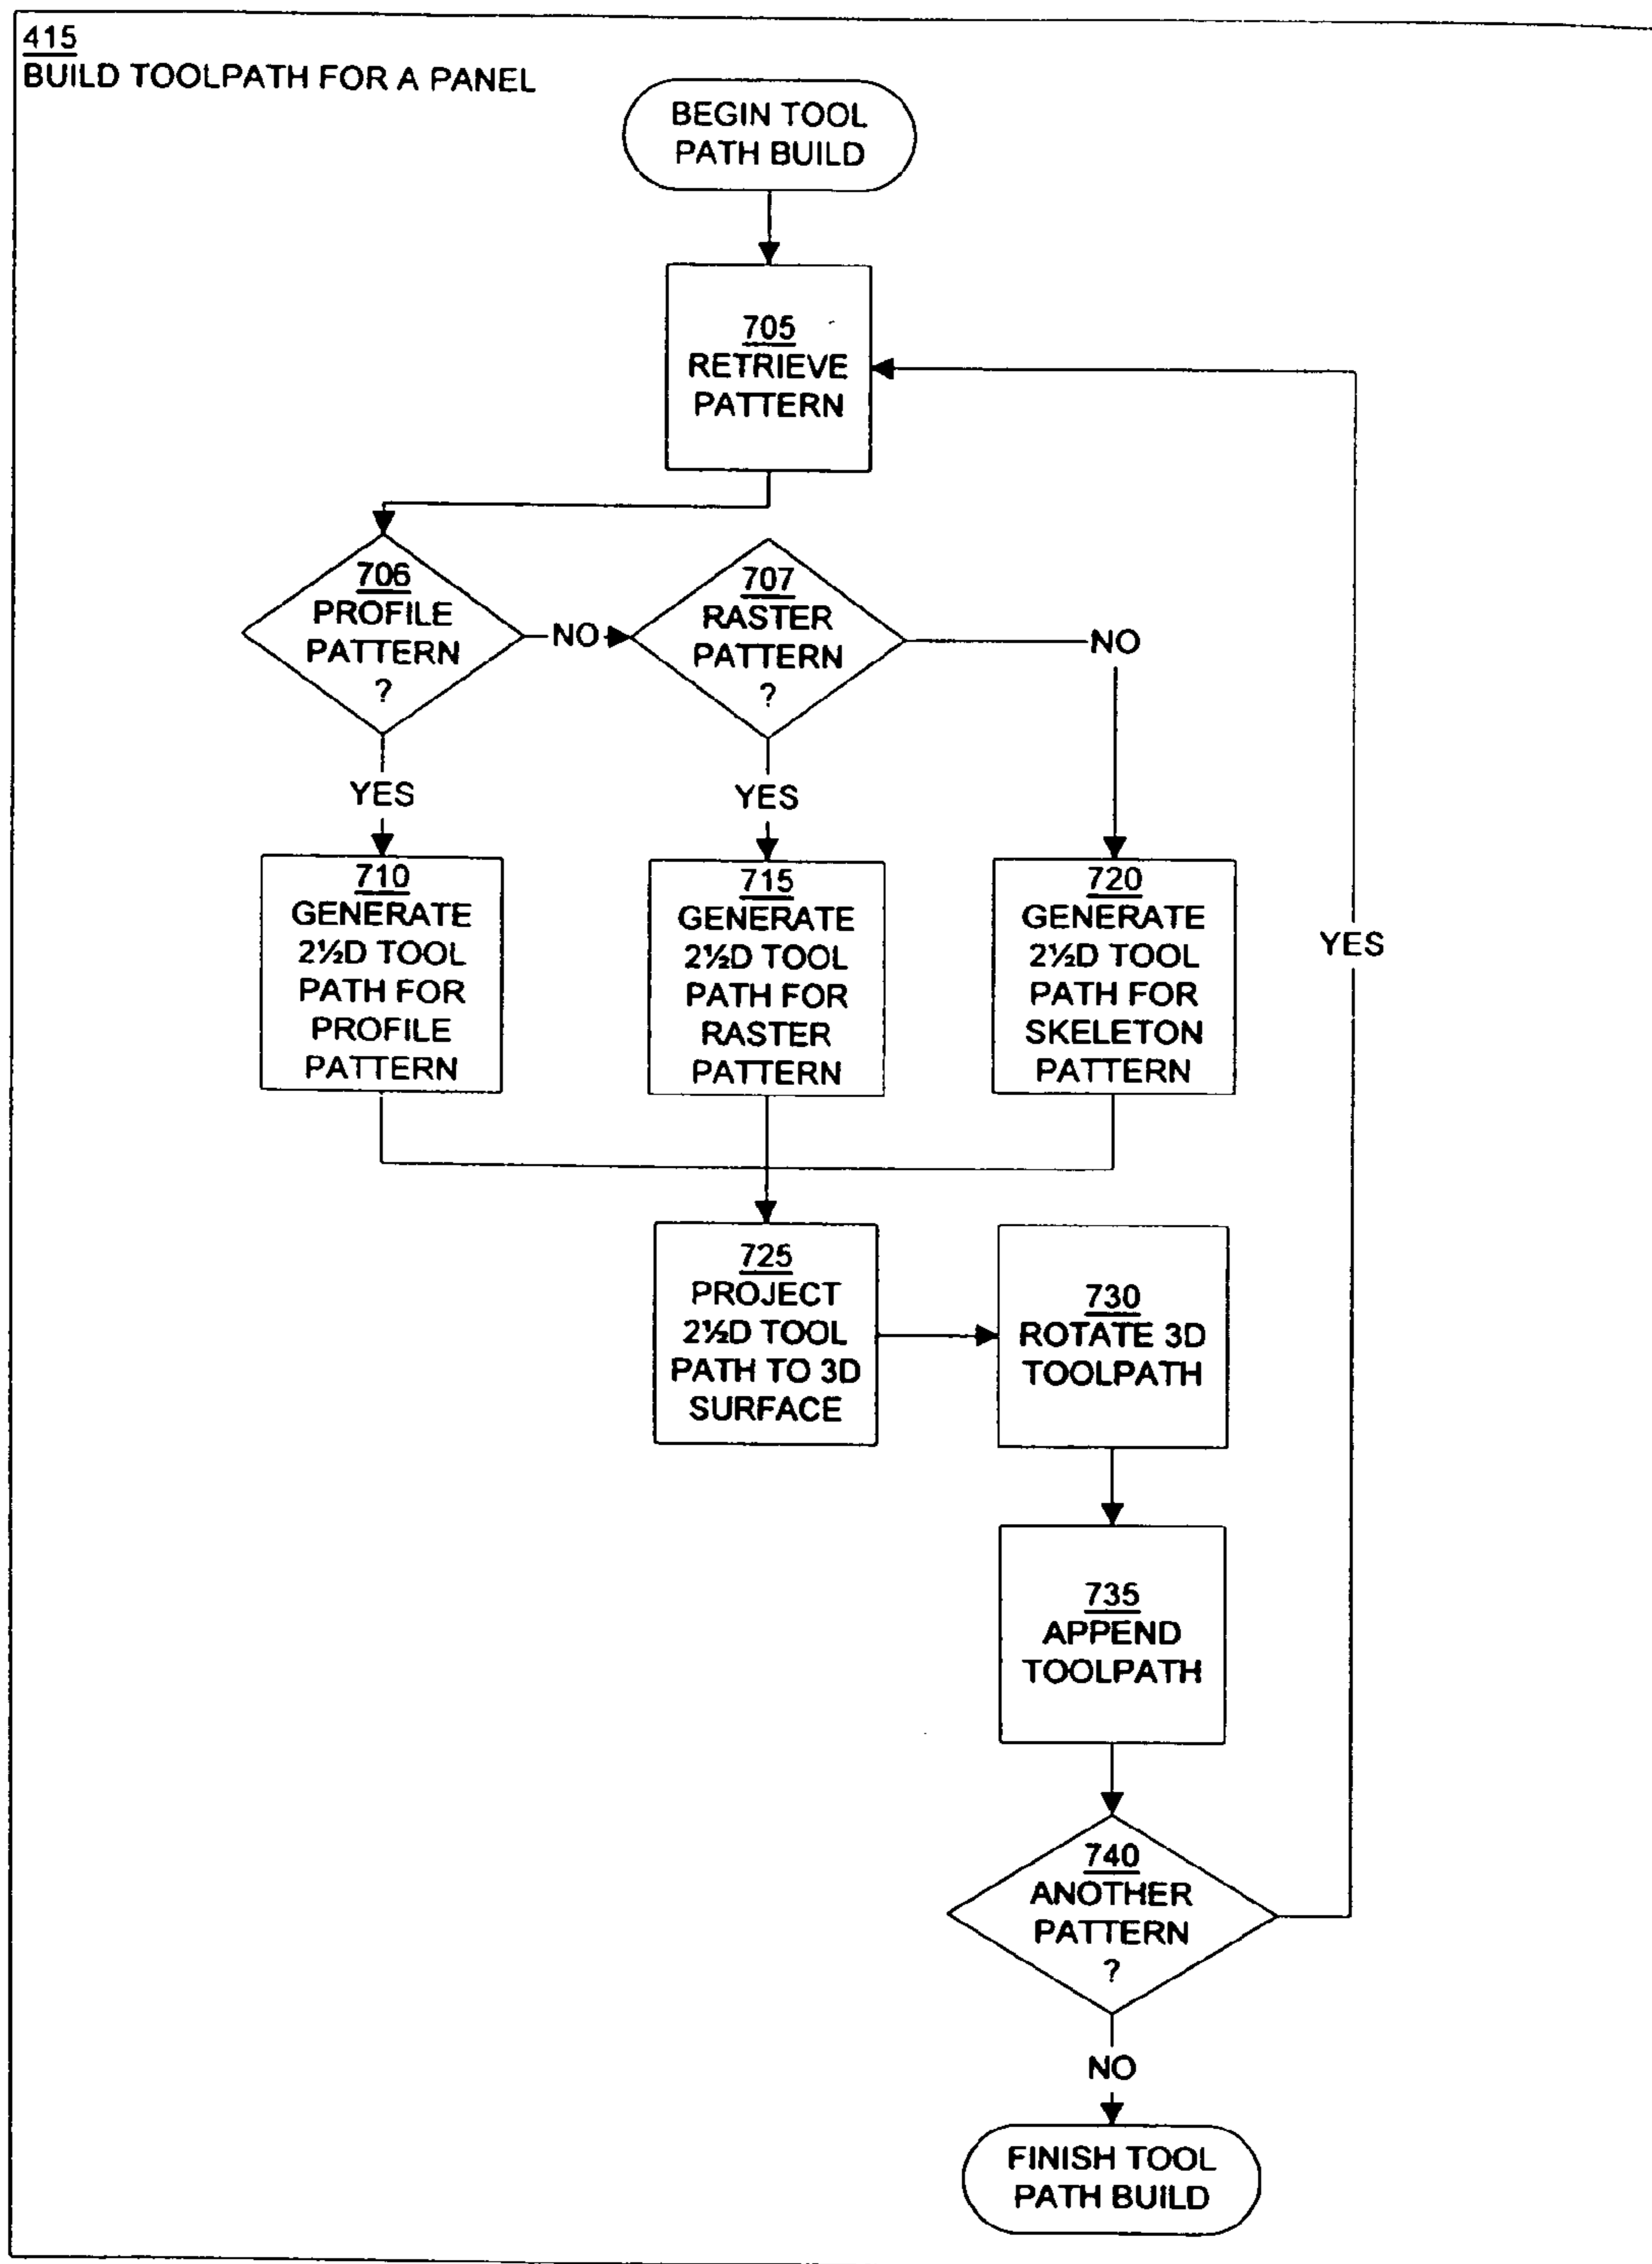 415
BUILD TOOLPATH FOR A PANEL
BEGIN TOOL
PATH BUILD
705
RETRIEVE
PATTERN
706
PROFILE
PATTERN
?
NO
707
RASTER
PATTERN
?
NO
YES
YES
710
GENERATE
2½D TOOL
PATH FOR
PROFILE
PATTERN
715
GENERATE
2½D TOOL
PATH FOR
RASTER
PATTERN
720
GENERATE
2½D TOOL
PATH FOR
SKELETON
PATTERN
YES
725
PROJECT
2½D TOOL
PATH TO 3D
SURFACE
730
ROTATE 3D
TOOLPATH
735
APPEND
TOOLPATH
740
ANOTHER
PATTERN
?
NO
FINISH TOOL
PATH BUILD